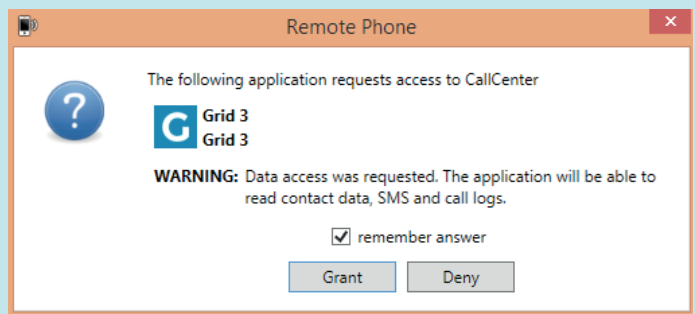 Remote Phone
The following application requests access to CallCenter
G Grid 3
Grid 3
WARNING: Data access was requested. The application will be able to
read contact data, SMS and call logs.
remember answer
Grant Deny